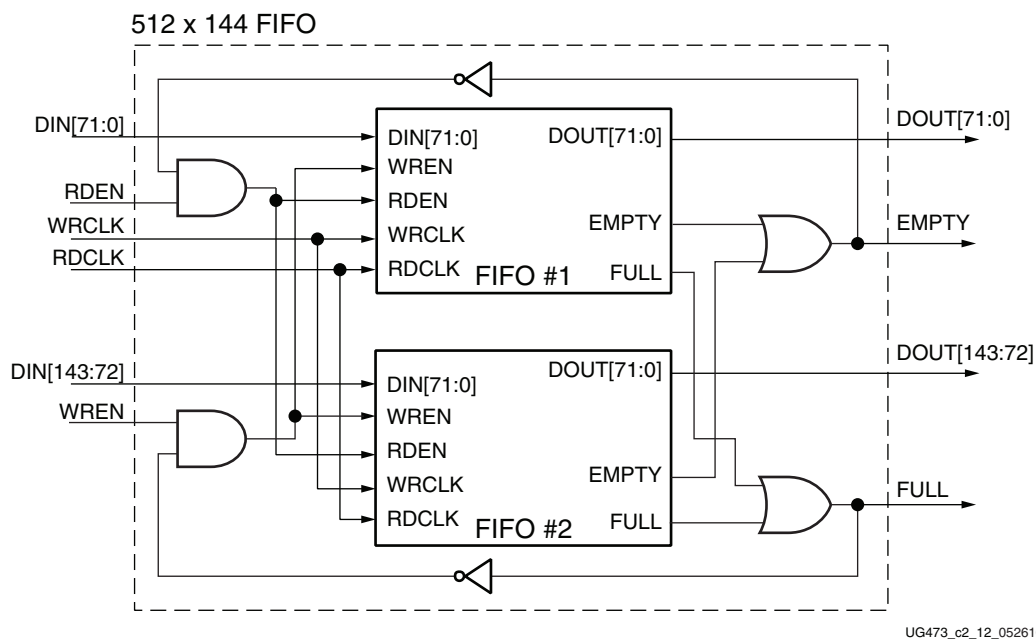 512 x 144 FIFO
DIN[71:0]
RDEN
WRCLK
RDCLK
DIN[71:0]
WREN
RDEN
WRCLK
RDCLK
FIFO #1
DOUT[71:0]
EMPTY
FULL
DOUT[71:0]
EMPTY
DIN[143:72]
WREN
DIN[71:0]
WREN
RDEN
WRCLK
RDCLK
FIFO #2
DOUT[71:0]
EMPTY
FULL
DOUT[143:72]
FULL
UG473_c2_12_05261